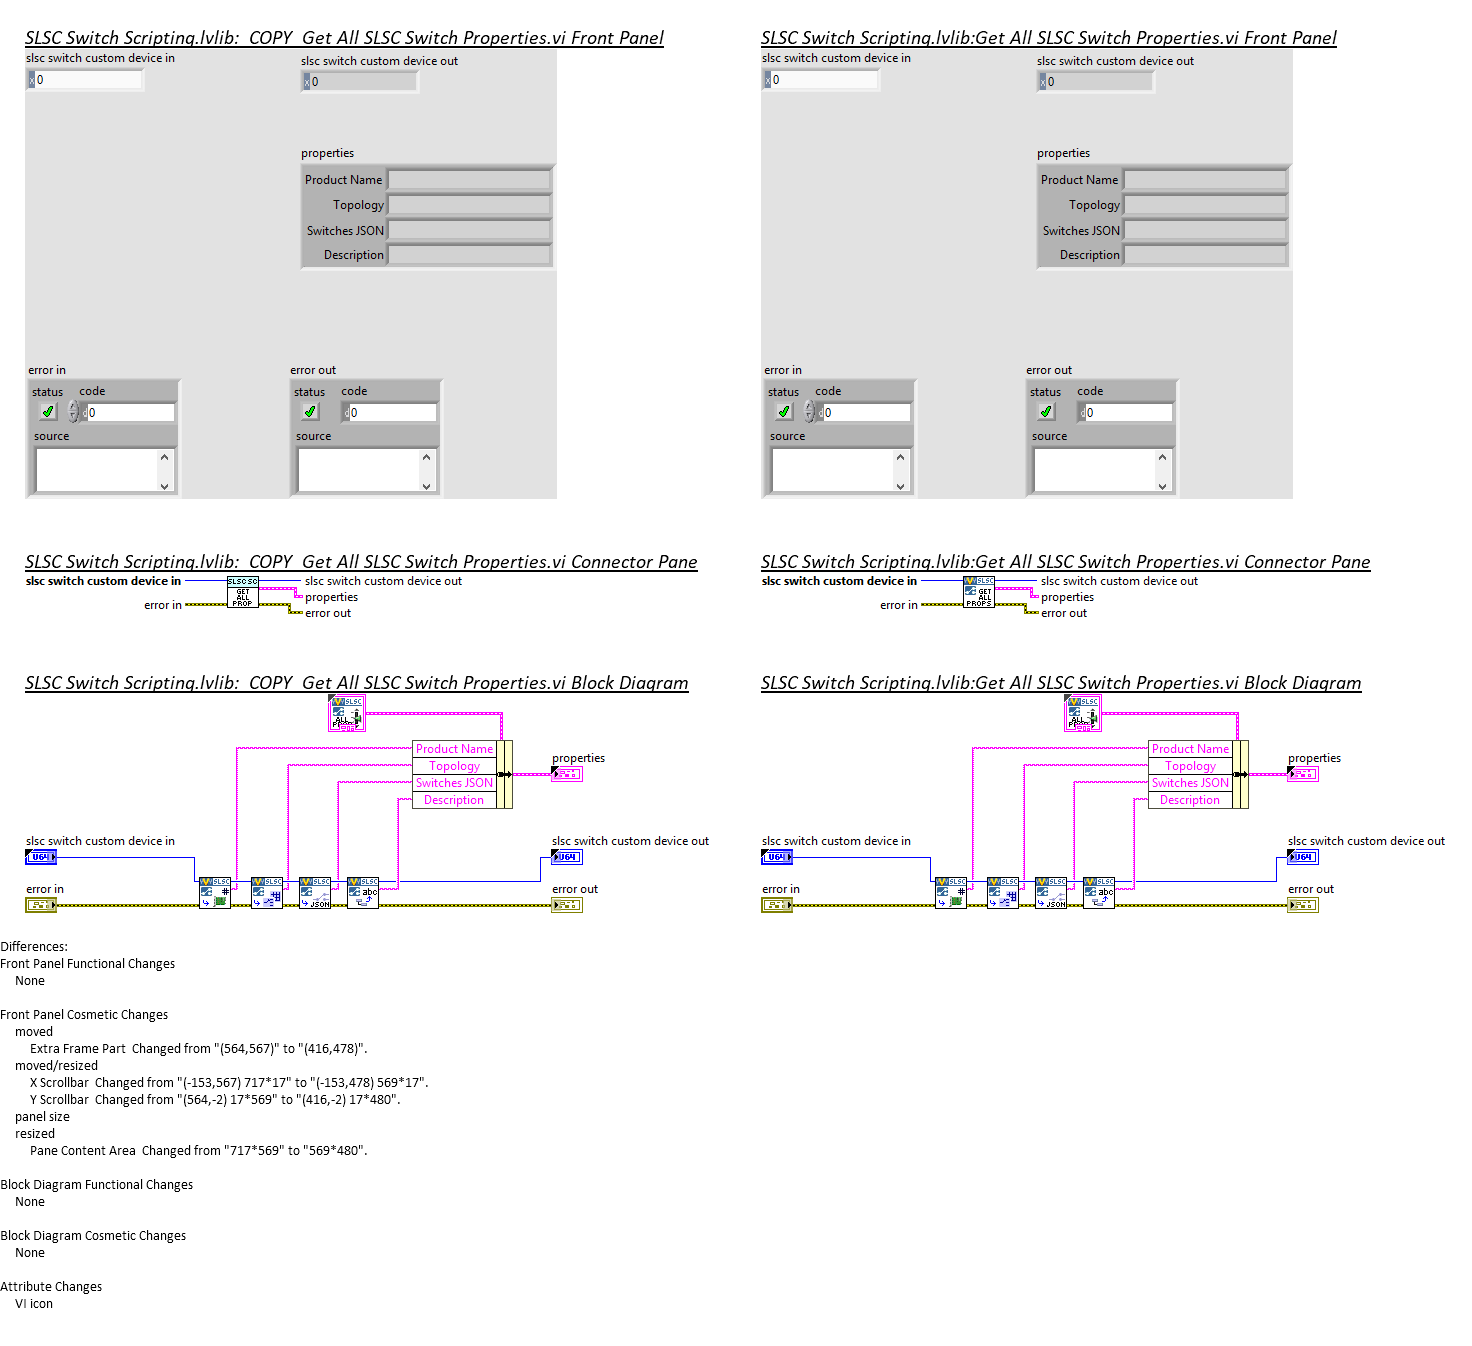 SLSC Switch Scripting.lvlib:  COPY  Get All SLSC Switch Properties.vi Front Panel
slsc switch custom device in
slsc switch custom device out
x 0
x 0
properties
Product Name
Topology
Switches JSON
Description
error in
error out
status code
status code
d 0
d 0
source
source
SLSC Switch Scripting.lvlib:Get All SLSC Switch Properties.vi Front Panel
slsc switch custom device in
slsc switch custom device out
x 0
x 0
properties
Product Name
Topology
Switches JSON
Description
error in
error out
status code
status code
d 0
d 0
source
source
SLSC Switch Scripting.lvlib:  COPY  Get All SLSC Switch Properties.vi Connector Pane
slsc switch custom device in
SLSC SC
GET
ALL
PROP
slsc switch custom device out
properties
error in
error out
SLSC Switch Scripting.lvlib:Get All SLSC Switch Properties.vi Connector Pane
slsc switch custom device in
SLSC
GET
ALL
PROPS
slsc switch custom device out
properties
error in
error out
SLSC Switch Scripting.lvlib:  COPY  Get All SLSC Switch Properties.vi Block Diagram
SLSC
ALL
Product Name
Topology
Switches JSON
Description
properties
slsc switch custom device in
slsc switch custom device out
U64
U64
error in
error out
SLSC
SLSC
SLSC
SLSC
#
JSON
abc
SLSC Switch Scripting.lvlib:Get All SLSC Switch Properties.vi Block Diagram
SLSC
ALL
Product Name
Topology
Switches JSON
Description
properties
slsc switch custom device in
slsc switch custom device out
U64
U64
error in
error out
SLSC
SLSC
SLSC
SLSC
#
JSON
abc
Differences:
Front Panel Functional Changes
None
Front Panel Cosmetic Changes
moved
Extra Frame Part  Changed from "(564,567)" to "(416,478)".
moved/resized
X Scrollbar  Changed from "(-153,567) 717*17" to "(-153,478) 569*17".
Y Scrollbar  Changed from "(564,-2) 17*569" to "(416,-2) 17*480".
panel size
resized
Pane Content Area  Changed from "717*569" to "569*480".
Block Diagram Functional Changes
None
Block Diagram Cosmetic Changes
None
Attribute Changes
VI icon